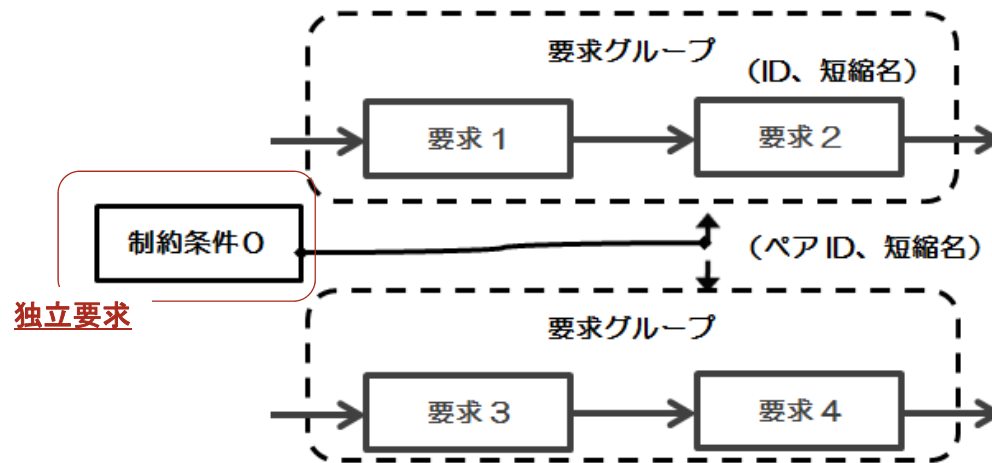 要求グループ
（ID、短縮名）
要求１
要求２
制約条件０
（ペアID、短縮名）
独立要求
要求グループ
要求３
要求４